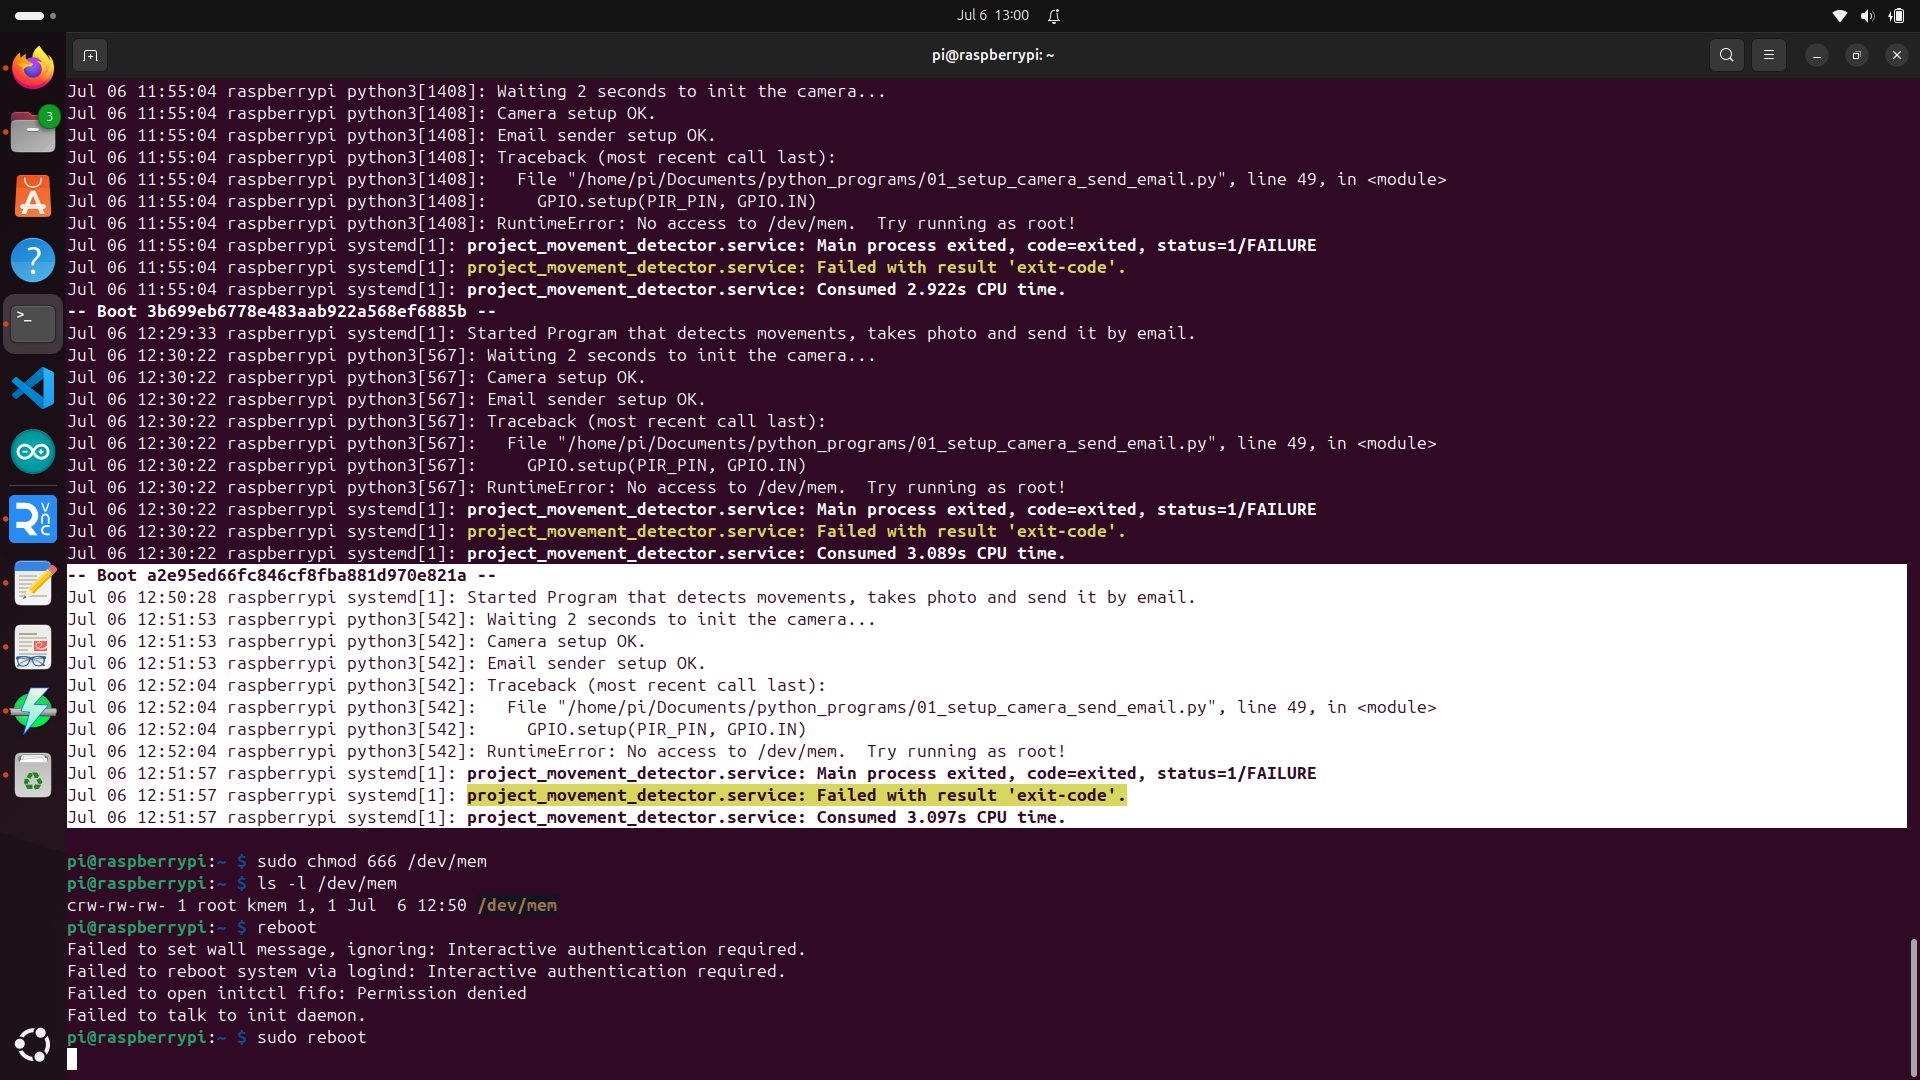 Jul 6 13:00
pi@raspberrypi: ~
3
Jul 06 11:55:04 raspberrypi python3[1408]: Waiting 2 seconds to init the camera...
Jul 06 11:55:04 raspberrypi python3[1408]: Camera setup OK.
Jul 06 11:55:04 raspberrypi python3[1408]: Email sender setup OK.
Jul 06 11:55:04 raspberrypi python3[1408]: Traceback (most recent call last):
Jul 06 11:55:04 raspberrypi python3[1408]:   File "/home/pi/Documents/python_programs/01_setup_camera_send_email.py", line 49, in <module>
Jul 06 11:55:04 raspberrypi python3[1408]:     GPIO.setup(PIR_PIN, GPIO.IN)
Jul 06 11:55:04 raspberrypi python3[1408]: RuntimeError: No access to /dev/mem.  Try running as root!
Jul 06 11:55:04 raspberrypi systemd[1]: project_movement_detector.service: Main process exited, code=exited, status=1/FAILURE
Jul 06 11:55:04 raspberrypi systemd[1]: project_movement_detector.service: Failed with result 'exit-code'.
Jul 06 11:55:04 raspberrypi systemd[1]: project_movement_detector.service: Consumed 2.922s CPU time.
-- Boot 3b699eb6778e483aab922a568ef6885b --
Jul 06 12:29:33 raspberrypi systemd[1]: Started Program that detects movements, takes photo and send it by email.
Jul 06 12:30:22 raspberrypi python3[567]: Waiting 2 seconds to init the camera...
Jul 06 12:30:22 raspberrypi python3[567]: Camera setup OK.
Jul 06 12:30:22 raspberrypi python3[567]: Email sender setup OK.
Jul 06 12:30:22 raspberrypi python3[567]: Traceback (most recent call last):
Jul 06 12:30:22 raspberrypi python3[567]:   File "/home/pi/Documents/python_programs/01_setup_camera_send_email.py", line 49, in <module>
Jul 06 12:30:22 raspberrypi python3[567]:     GPIO.setup(PIR_PIN, GPIO.IN)
Jul 06 12:30:22 raspberrypi python3[567]: RuntimeError: No access to /dev/mem.  Try running as root!
Jul 06 12:30:22 raspberrypi systemd[1]: project_movement_detector.service: Main process exited, code=exited, status=1/FAILURE
Jul 06 12:30:22 raspberrypi systemd[1]: project_movement_detector.service: Failed with result 'exit-code'.
Jul 06 12:30:22 raspberrypi systemd[1]: project_movement_detector.service: Consumed 3.089s CPU time.
-- Boot a2e95ed66fc846cf8fba881d970e821a --
Jul 06 12:50:28 raspberrypi systemd[1]: Started Program that detects movements, takes photo and send it by email.
Jul 06 12:51:53 raspberrypi python3[542]: Waiting 2 seconds to init the camera...
Jul 06 12:51:53 raspberrypi python3[542]: Camera setup OK.
Jul 06 12:51:53 raspberrypi python3[542]: Email sender setup OK.
Jul 06 12:52:04 raspberrypi python3[542]: Traceback (most recent call last):
Jul 06 12:52:04 raspberrypi python3[542]:   File "/home/pi/Documents/python_programs/01_setup_camera_send_email.py", line 49, in <module>
Jul 06 12:52:04 raspberrypi python3[542]:     GPIO.setup(PIR_PIN, GPIO.IN)
Jul 06 12:52:04 raspberrypi python3[542]: RuntimeError: No access to /dev/mem.  Try running as root!
Jul 06 12:51:57 raspberrypi systemd[1]: project_movement_detector.service: Main process exited, code=exited, status=1/FAILURE
Jul 06 12:51:57 raspberrypi systemd[1]: project_movement_detector.service: Failed with result 'exit-code'.
Jul 06 12:51:57 raspberrypi systemd[1]: project_movement_detector.service: Consumed 3.097s CPU time.
pi@raspberrypi:~ $ sudo chmod 666 /dev/mem
pi@raspberrypi:~ $ ls -l /dev/mem
crw-rw-rw- 1 root kmem 1, 1 Jul  6 12:50 /dev/mem
pi@raspberrypi:~ $ reboot
Failed to set wall message, ignoring: Interactive authentication required.
Failed to reboot system via logind: Interactive authentication required.
Failed to open initctl fifo: Permission denied
Failed to talk to init daemon.
pi@raspberrypi:~ $ sudo reboot